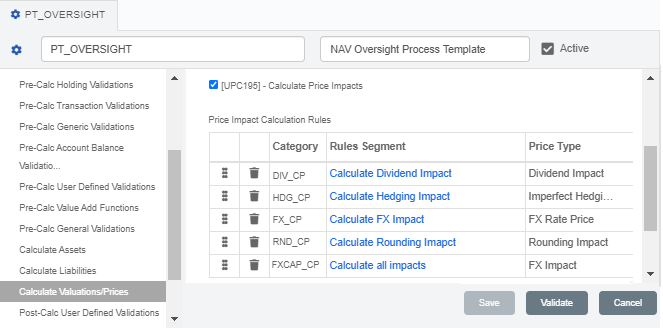 PT_OVERSIGHT
PT_OVERSIGHT NAV Oversight Process Template Active
Pre-Calc Holding Validations
Pre-Calc Transaction Validations
Pre-Calc Generic Validations
Pre-Calc Account Balance
Validatio...
Pre-Calc User Defined Validations
Pre-Calc Value Add Functions
Pre-Calc General Validations
Calculate Assets
Calculate Liabilities
Calculate Valuations/Prices
Post-Calc User Defined Validations
[UPC195] - Calculate Price Impacts
Price Impact Calculation Rules
Category Rules Segment Price Type
DIV_CP Calculate Dividend Impact Dividend Impact
HDG_CP Calculate Hedging Impact Imperfect Hedgi...
FX_CP Calculate FX Impact FX Rate Price
RND_CP Calculate Rounding Imapct Rounding Impact
FXCAP_CP Calculate all impacts FX Impact
Save Validate Cancel